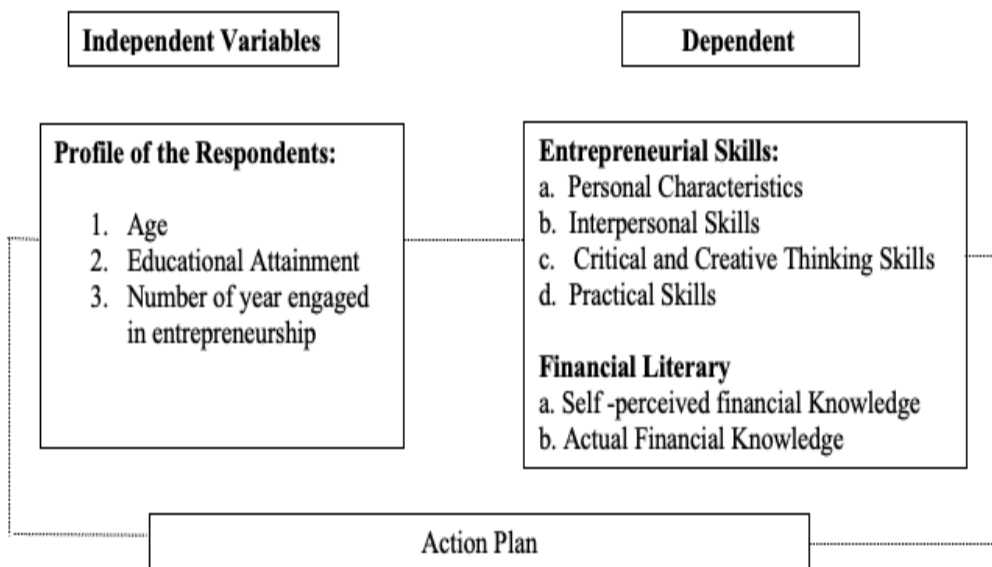 Independent Variables
Dependent
Profile of the Respondents:
1. Age
2. Educational Attainment
3. Number of year engaged
in entrepreneurship
Entrepreneurial Skills:
a. Personal Characteristics
b. Interpersonal Skills
c. Critical and Creative Thinking Skills
d. Practical Skills
Financial Literary
a. Self -perceived financial Knowledge
b. Actual Financial Knowledge
Action Plan